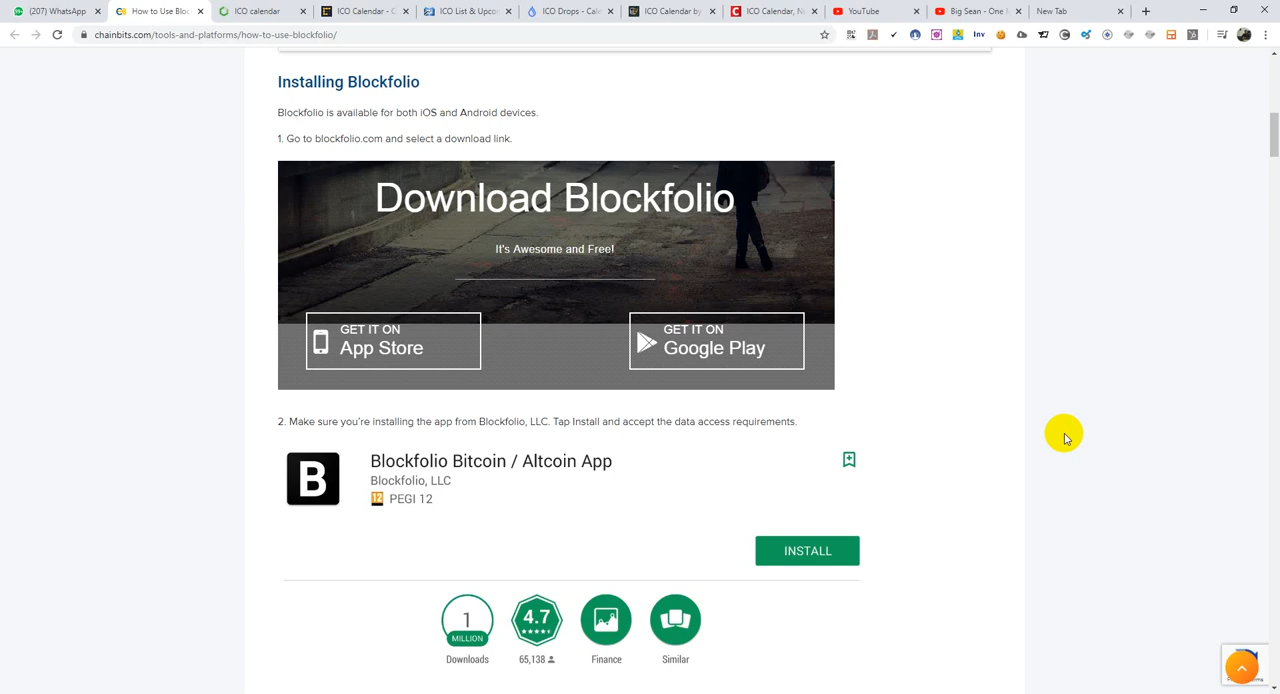 (207) WhatsApp
How to Use Bloc
ICO calendar
ICO Calendar - C
ICO List & Upco
ICO Drops - Cale
ICO Calendar by
ICO Calendar, Ne
YouTube
Big Sean - One M
New Tab
chainbits.com/tools-and-platforms/how-to-use-blockfolio/
Inv
Installing Blockfolio
Blockfolio is available for both iOS and Android devices.
1. Go to blockfolio.com and select a download link.
Download Blockfolio
It's Awesome and Free!
GET IT ON
App Store
GET IT ON
Google Play
2. Make sure you’re installing the app from Blockfolio, LLC. Tap Install and accept the data access requirements.
B
Blockfolio Bitcoin / Altcoin App
Blockfolio, LLC
12 PEGI 12
INSTALL
1
MILLION
4.7
Downloads
65,138
Finance
Similar